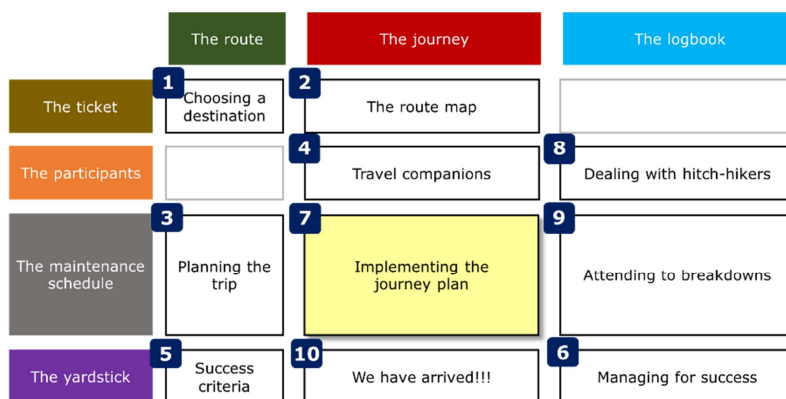 The route
The journey
The logbook
The ticket
1
Choosing a
destination
2
The route map
The participants
4
Travel companions
8
Dealing with hitch-hikers
The maintenance
schedule
3
Planning the
trip
7
Implementing the
journey plan
9
Attending to breakdowns
The yardstick
5
Success
criteria
10
We have arrived!!!
6
Managing for success